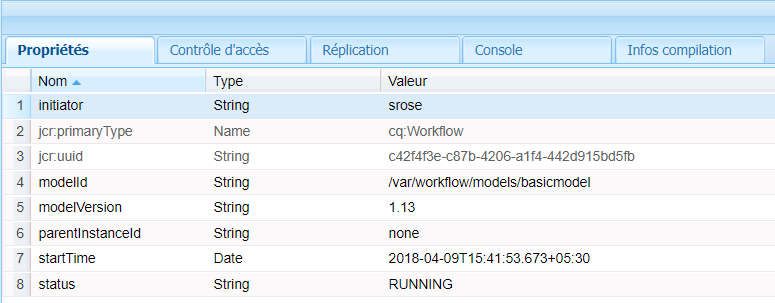 Propriétés Contrôle d'accès Réplication Console Infos compilation
Nom Type Valeur
1 initiator String srose
2 jcr:primaryType Name cq:Workflow
3 jcr:uuid String c42f4f3e-c87b-4206-a1f4-442d915bd5fb
4 modelId String /var/workflow/models/basicmodel
5 modelVersion String 1.13
6 parentInstanceId String none
7 startTime Date 2018-04-09T15:41:53.673+05:30
8 status String RUNNING